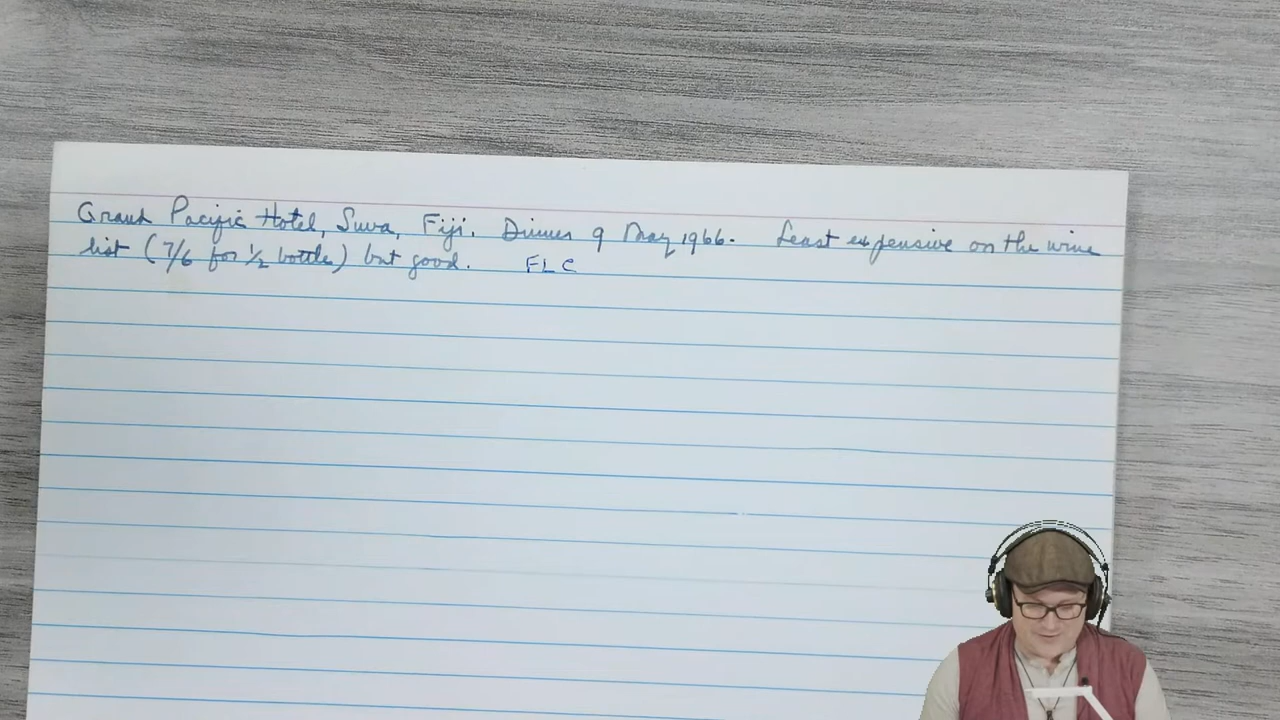 Grand Pacific Hotel, Suva, Fiji. Dinner 9 May 1966. Least expensive on the wine
list (7/6 for 1/2 bottle) but good. FLC